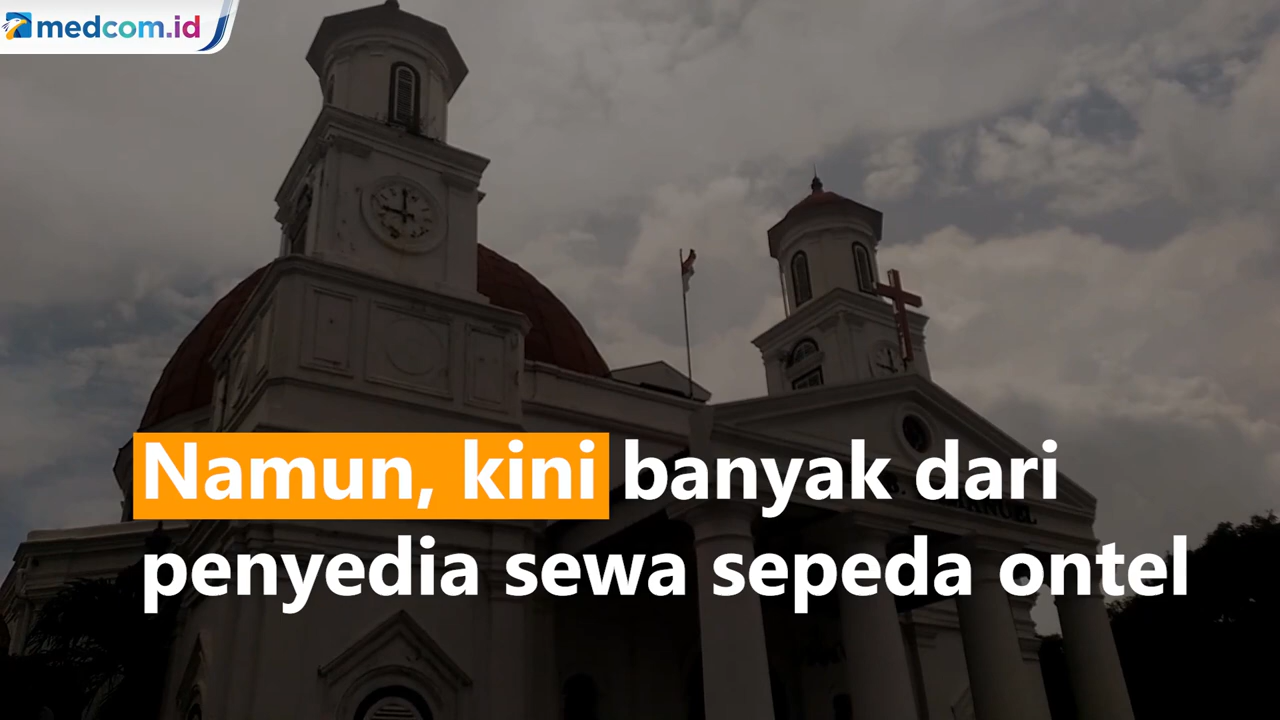 medcom.id
Namun, kini banyak dari
penyedia sewa sepeda ontel